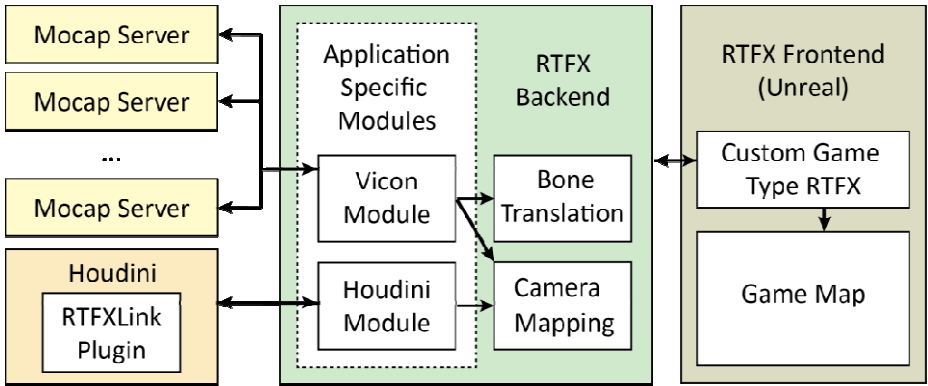 Mocap Server
Mocap Server
...
Mocap Server
Houdini
RTFXLink
Plugin
Application
Specific
Modules
Vicon
Module
Houdini
Module
RTFX
Backend
Bone
Translation
Camera
Mapping
RTFX Frontend
(Unreal)
Custom Game
Type RTFX
Game Map